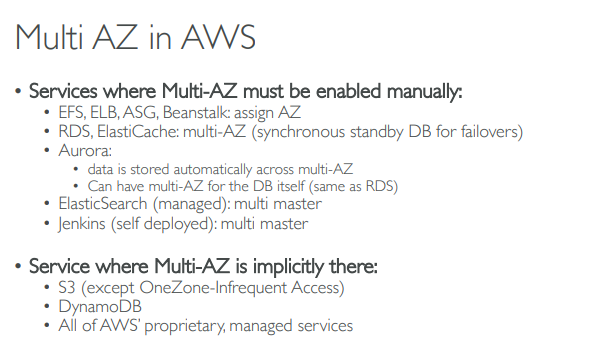 Multi AZ in AWS
• Services where Multi-AZ must be enabled manually:
• EFS, ELB, ASG, Beanstalk: assign AZ
• RDS, ElastiCache: multi-AZ (synchronous standby DB for failovers)
• Aurora:
• data is stored automatically across multi-AZ
• Can have multi-AZ for the DB itself (same as RDS)
• ElasticSearch (managed): multi master
• Jenkins (self deployed): multi master
• Service where Multi-AZ is implicitly there:
• S3 (except OneZone-Infrequent Access)
• DynamoDB
• All of AWS' proprietary, managed services